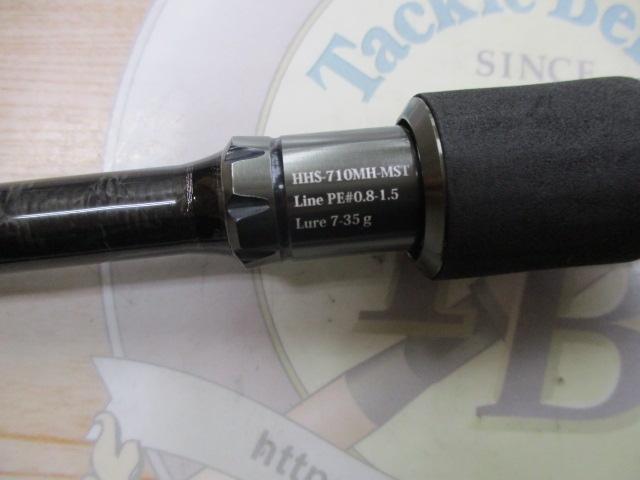 Tackle Be
SINCE
HHS-710MH-MST
Line PE#0.8-1.5
Lure 7-35 g
B
http